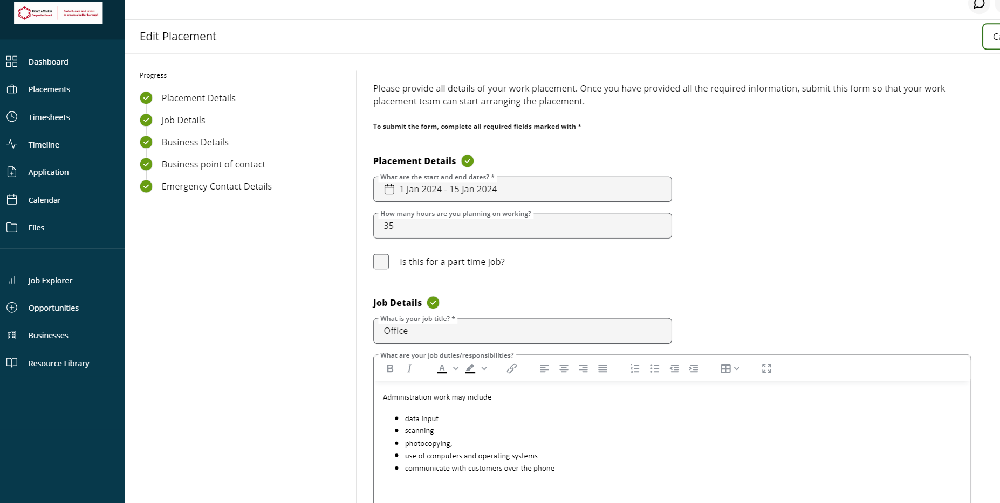 Telford & Wrekin
Co-operative Council
Protect, care and invest
to create a better borough
Dashboard
Placements
Timesheets
Timeline
Application
Calendar
Files
Job Explorer
Opportunities
Businesses
Resource Library
Edit Placement
Ca
Progress
Placement Details
Job Details
Business Details
Business point of contact
Emergency Contact Details
Please provide all details of your work placement. Once you have provided all the required information, submit this form so that your work
placement team can start arranging the placement.
To submit the form, complete all required fields marked with *
Placement Details
What are the start and end dates? *
1 Jan 2024 - 15 Jan 2024
How many hours are you planning on working?
35
Is this for a part time job?
Job Details
What is your job title? *
Office
What are your job duties/responsibilities?
B I A
Administration work may include
• data input
• scanning
• photocopying,
• use of computers and operating systems
• communicate with customers over the phone